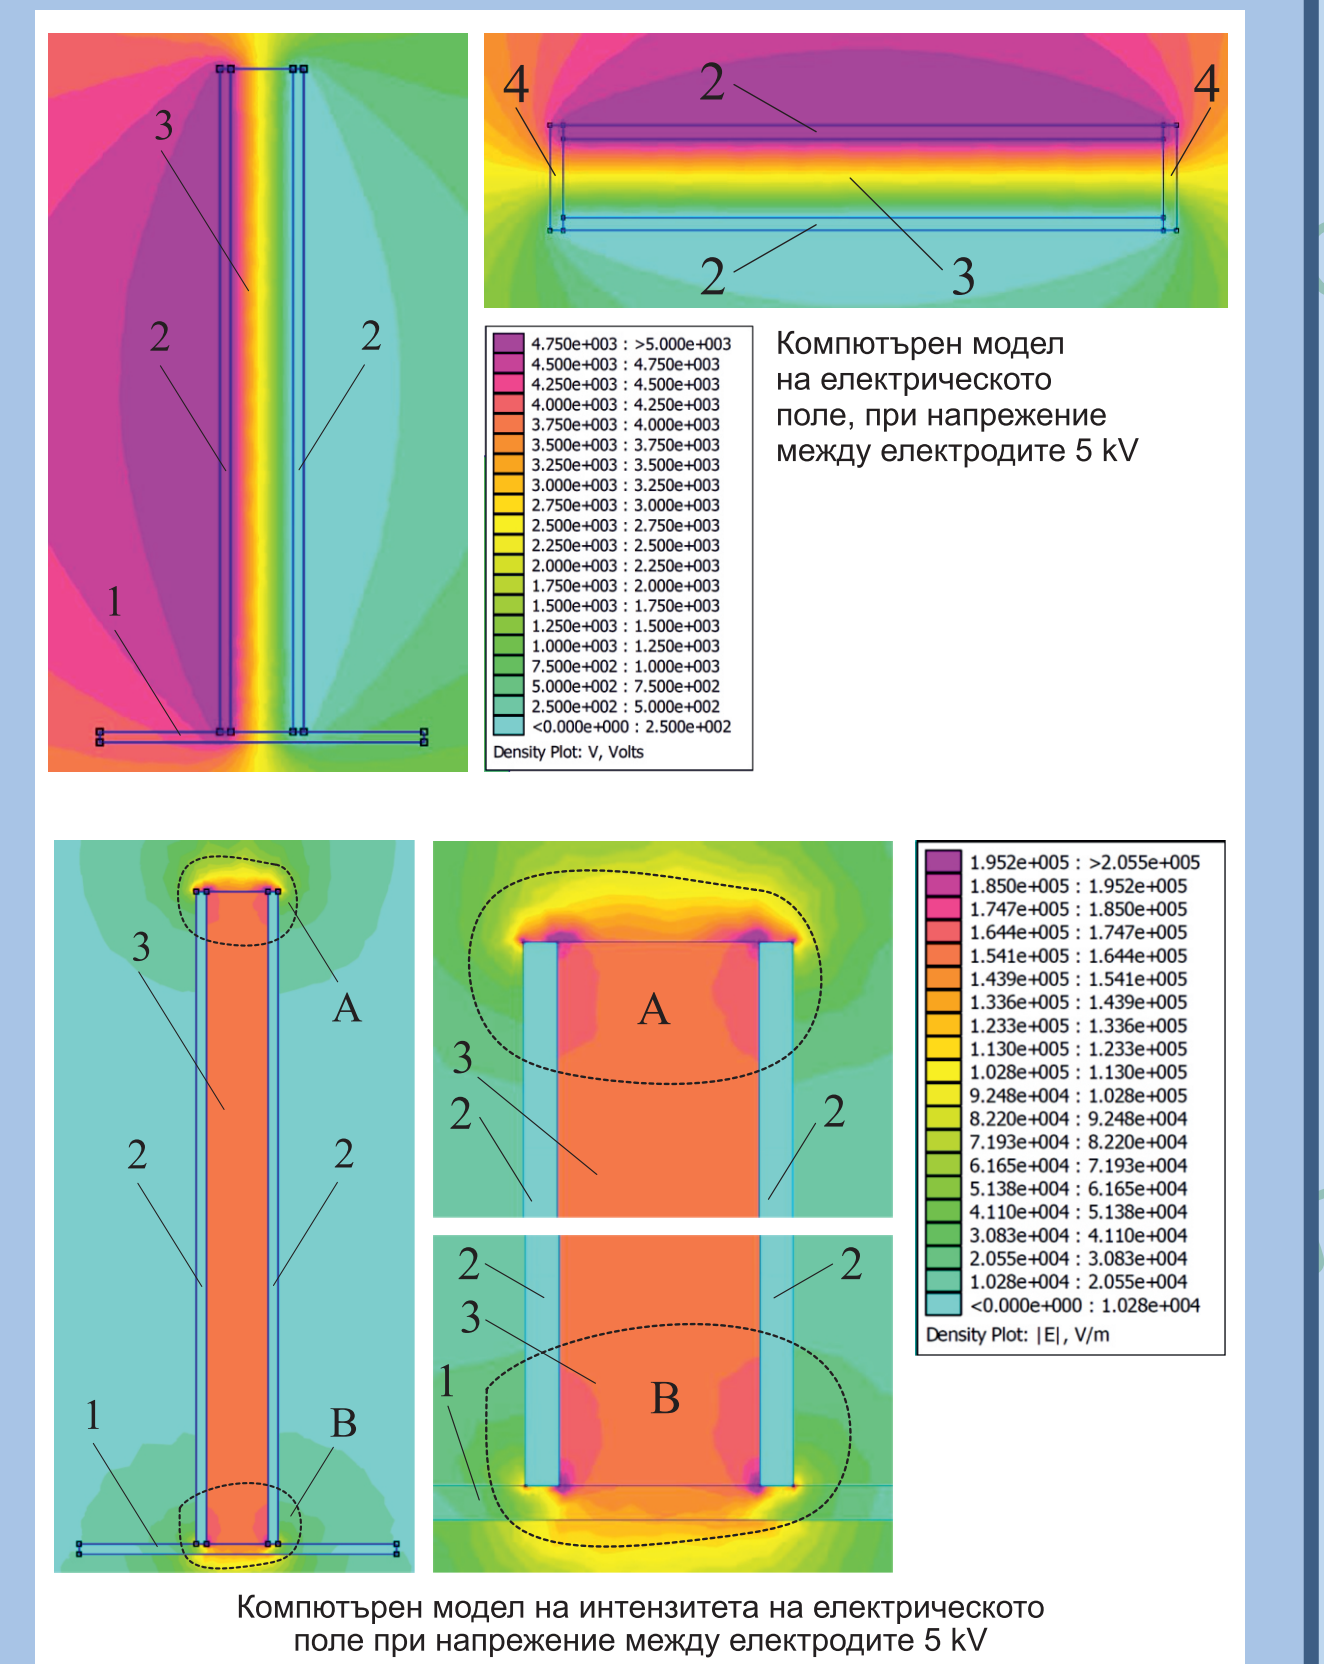 3
2
2
1
4
2
4
2
3
4.750e+003 : >5.000e+003
4.500e+003 : 4.750e+003
4.250e+003 : 4.500e+003
4.000e+003 : 4.250e+003
3.750e+003 : 4.000e+003
3.500e+003 : 3.750e+003
3.250e+003 : 3.500e+003
3.000e+003 : 3.250e+003
2.750e+003 : 3.000e+003
2.500e+003 : 2.750e+003
2.250e+003 : 2.500e+003
2.000e+003 : 2.250e+003
1.750e+003 : 2.000e+003
1.500e+003 : 1.750e+003
1.250e+003 : 1.500e+003
1.000e+003 : 1.250e+003
7.500e+002 : 1.000e+003
5.000e+002 : 7.500e+002
2.500e+002 : 5.000e+002
<0.000e+000 : 2.500e+002
Density Plot: V, Volts
Компютърен модел
на електрическото
поле, при напрежение
между електродите 5 kV
3
A
2
2
1
B
A
3
2
2
2
2
3
1
B
1.952e+005 : >2.055e+005
1.850e+005 : 1.952e+005
1.747e+005 : 1.850e+005
1.644e+005 : 1.747e+005
1.541e+005 : 1.644e+005
1.439e+005 : 1.541e+005
1.336e+005 : 1.439e+005
1.233e+005 : 1.336e+005
1.130e+005 : 1.233e+005
1.028e+005 : 1.130e+005
9.248e+004 : 1.028e+005
8.220e+004 : 9.248e+004
7.193e+004 : 8.220e+004
6.165e+004 : 7.193e+004
5.138e+004 : 6.165e+004
4.110e+004 : 5.138e+004
3.083e+004 : 4.110e+004
2.055e+004 : 3.083e+004
1.028e+004 : 2.055e+004
<0.000e+000 : 1.028e+004
Density Plot: |E|, V/m
Компютърен модел на интензитета на електрическото
поле при напрежение между електродите 5 kV